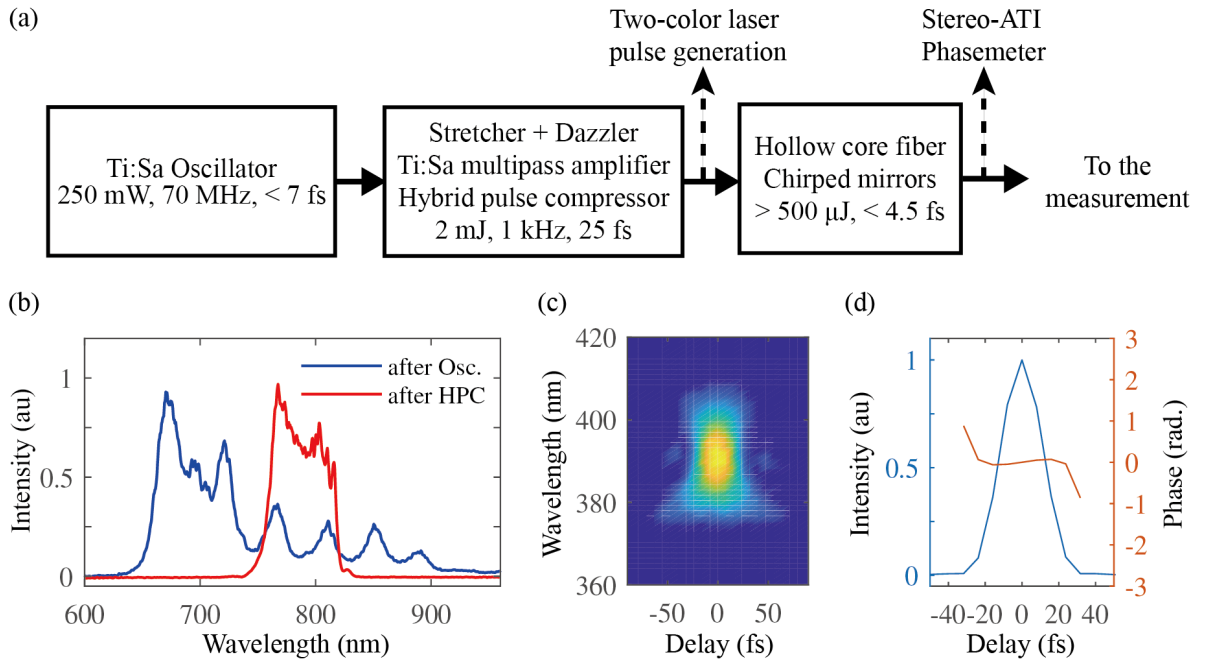 (a)
Two-color laser
pulse generation
Stereo-ATI
Phasemeter
Ti:Sa Oscillator
250 mW, 70 MHz, < 7 fs
Stretcher + Dazzler
Ti:Sa multipass amplifier
Hybrid pulse compressor
2 mJ, 1 kHz, 25 fs
Hollow core fiber
Chirped mirrors
> 500 μJ, < 4.5 fs
To the
measurement
(b)
after Osc.
after HPC
Intensity (au)
1
0.5
0
600 700 800 900
Wavelength (nm)
(c)
Wavelength (nm)
420
400
380
360
-50 0 50
Delay (fs)
(d)
Intensity (au)
1
0.5
0
-40 -20 0 20 40
Delay (fs)
3
2
1
0
-1
-2
-3
Phase (rad.)